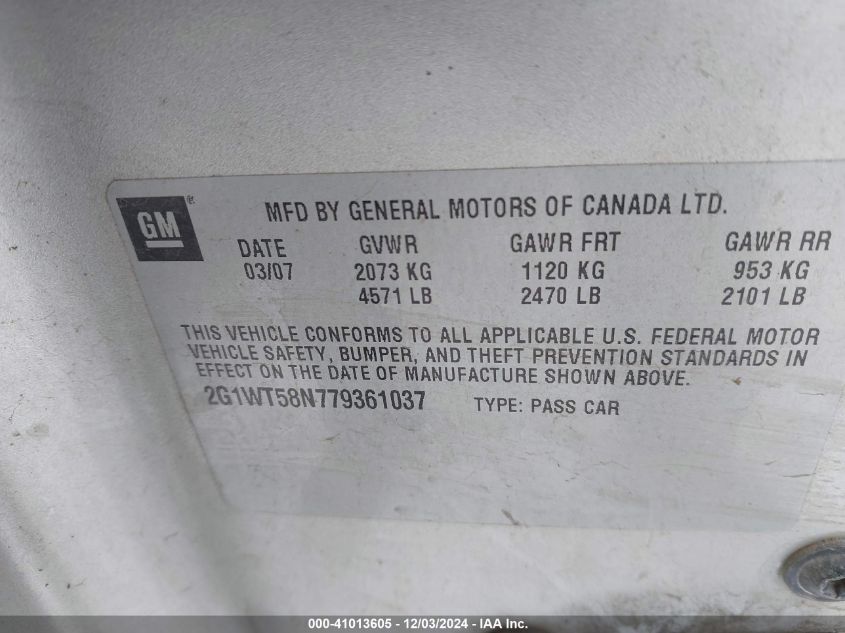 GM®
MFD BY GENERAL MOTORS OF CANADA LTD.
DATE GVWR GAWR FRT GAWR RR
03/07 2073 KG 1120 KG 953 KG
4571 LB 2470 LB 2101 LB
THIS VEHICLE CONFORMS TO ALL APPLICABLE U.S. FEDERAL MOTOR
VEHICLE SAFETY, BUMPER, AND THEFT PREVENTION STANDARDS IN
EFFECT ON THE DATE OF MANUFACTURE SHOWN ABOVE.
2G1WT58N779361037 TYPE: PASS CAR
000-41013605 - 12/03/2024 - IAA Inc.